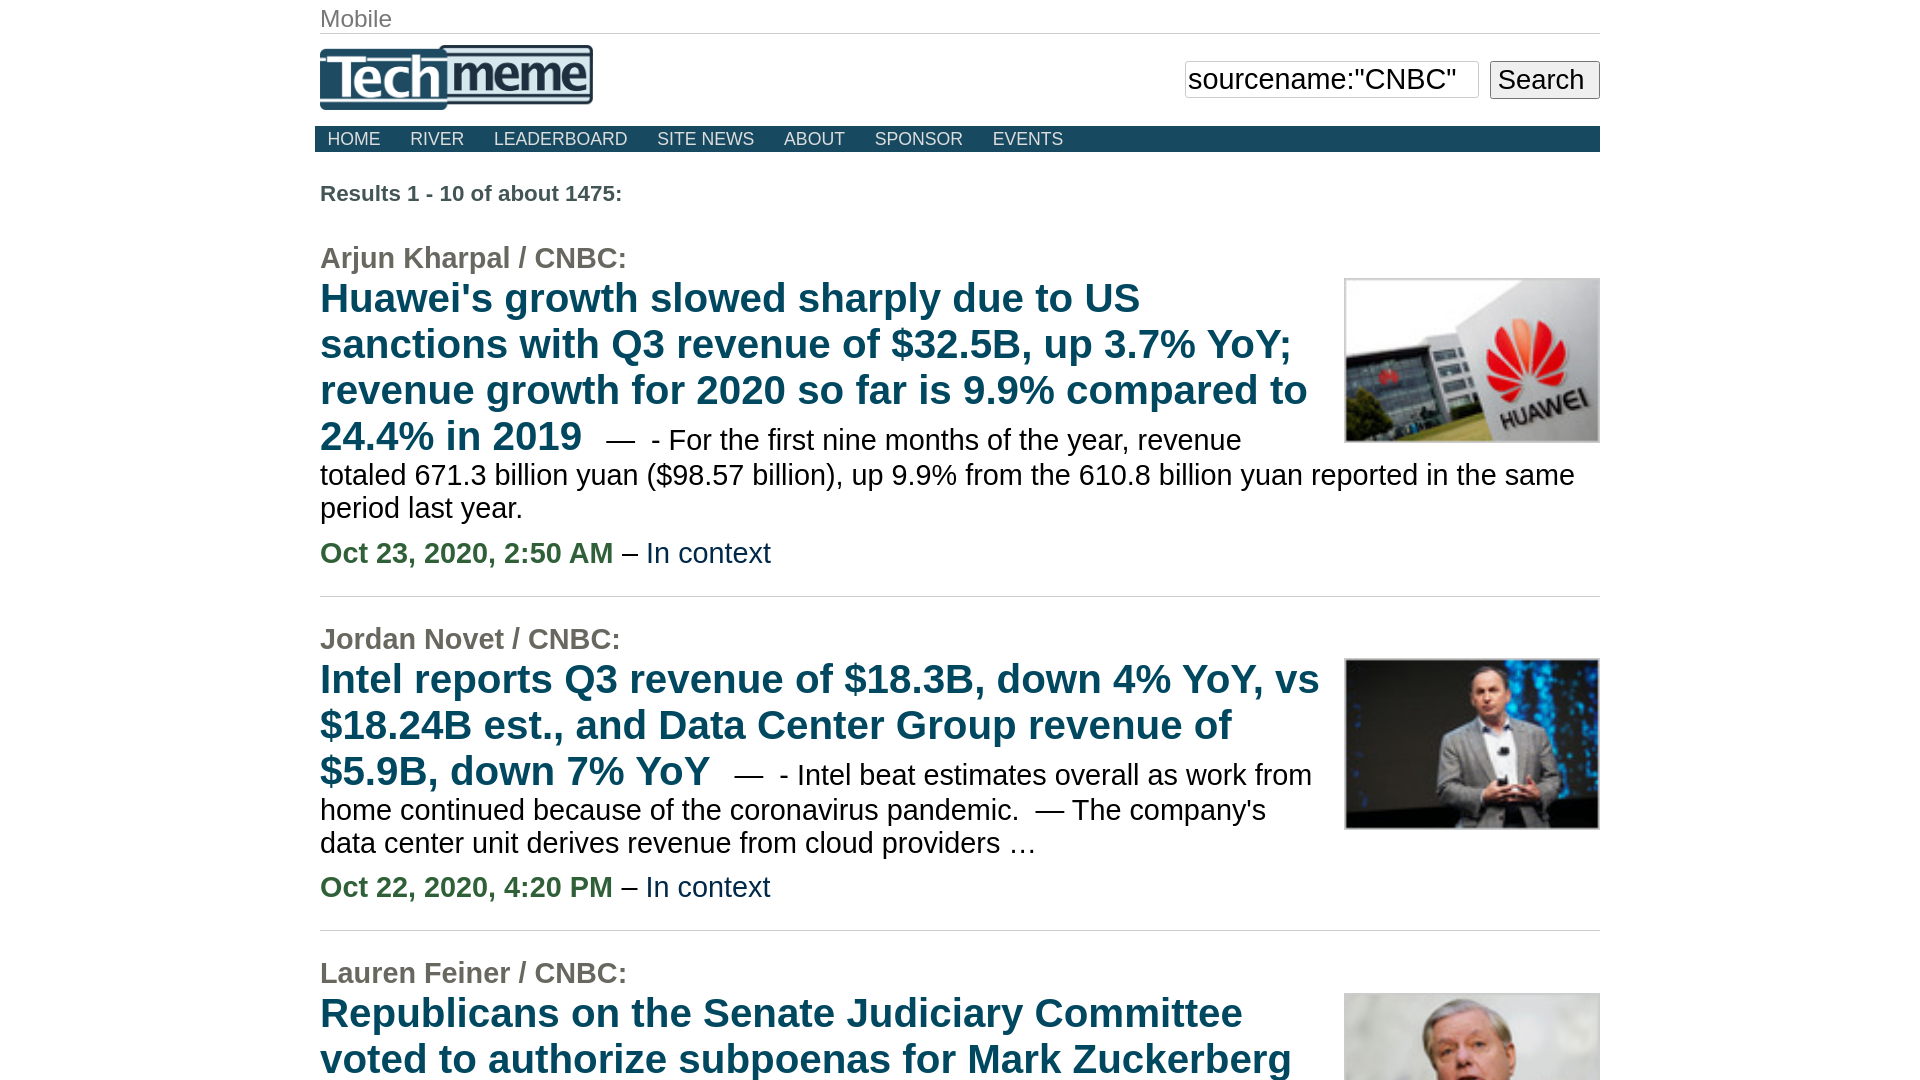 Mobile
Techmeme
sourcename:"CNBC" Search
HOME RIVER LEADERBOARD SITE NEWS ABOUT SPONSOR EVENTS
Results 1 - 10 of about 1475:
Arjun Kharpal / CNBC:
Huawei's growth slowed sharply due to US
sanctions with Q3 revenue of $32.5B, up 3.7% YoY;
revenue growth for 2020 so far is 9.9% compared to
24.4% in 2019 — - For the first nine months of the year, revenue
totaled 671.3 billion yuan ($98.57 billion), up 9.9% from the 610.8 billion yuan reported in the same
period last year.
HUAWEI
Oct 23, 2020, 2:50 AM – In context
Jordan Novet / CNBC:
Intel reports Q3 revenue of $18.3B, down 4% YoY, vs
$18.24B est., and Data Center Group revenue of
$5.9B, down 7% YoY — - Intel beat estimates overall as work from
home continued because of the coronavirus pandemic. — The company's
data center unit derives revenue from cloud providers …
Oct 22, 2020, 4:20 PM – In context
Lauren Feiner / CNBC:
Republicans on the Senate Judiciary Committee
voted to authorize subpoenas for Mark Zuckerberg